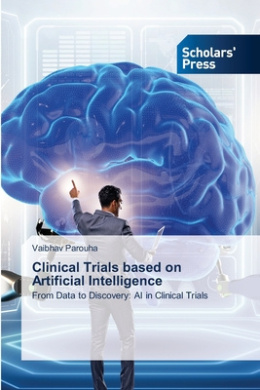 Scholars'
Press
Vaibhav Parouha
Clinical Trials based on
Artificial Intelligence
From Data to Discovery: AI in Clinical Trials